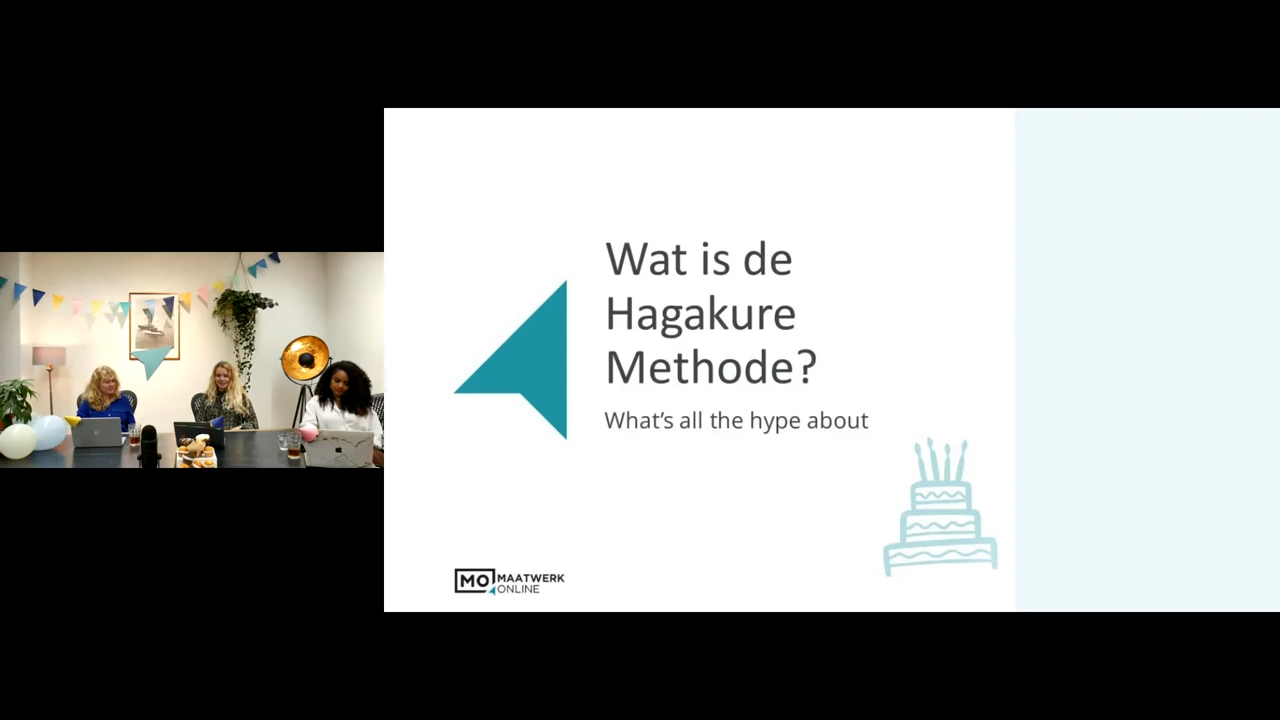 Wat is de
Hagakure
Methode?
What's all the hype about
MO MAATWERK
ONLINE